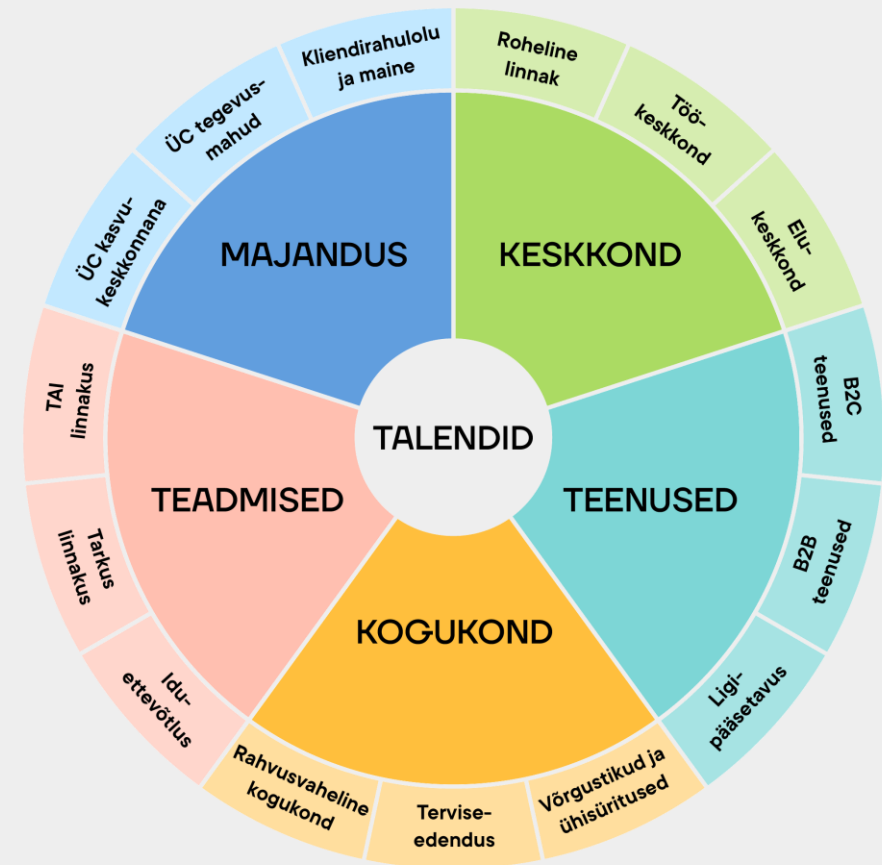 Kliendirahulolu
ja maine
Roheline
linnak
Töö-
keskkond
Elu-
keskkond
B2C
teenused
B2B
teenused
Ligi-
pääsetavus
Võrgustikud ja
ühisüritused
Tervise-
edendus
Rahvusvaheline
kogukond
Idu-
ettevõtlus
Tarkus
linnakus
TAI
linnakus
ÜC kasvu-
keskkonnana
ÜC tegevus-
mahud
MAJANDUS
KESKKOND
TALENDID
TEADMISED
TEENUSED
KOGUKOND